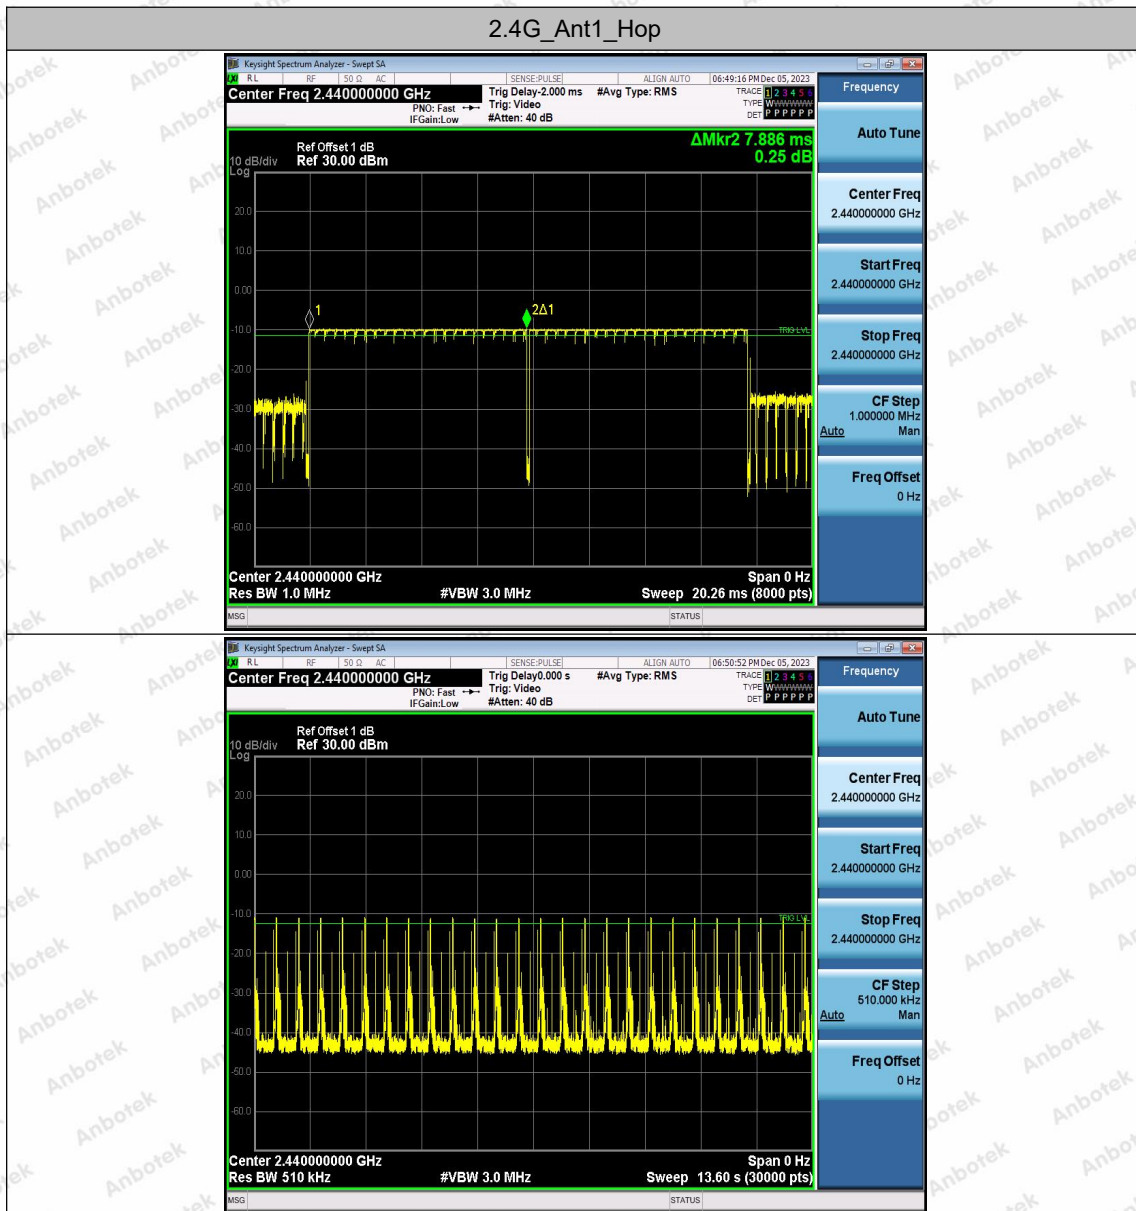 2.4G_Ant1_Hop
Keysight Spectrum Analyzer - Swept SA
LXI RL RF 50 Ω AC SENSE:PULSE ALIGN AUTO 06:49:16 PM Dec 05, 2023
Center Freq 2.440000000 GHz
PNO: Fast
IFGain:Low
Trig Delay-2.000 ms
Trig: Video
#Atten: 40 dB
#Avg Type: RMS
TRACE 1 2 3 4 5 6
TYPE WWWWWW
DET P P P P P P
Frequency
Auto Tune
Center Freq
2.440000000 GHz
Start Freq
2.440000000 GHz
Stop Freq
2.440000000 GHz
CF Step
1.000000 MHz
Auto Man
Freq Offset
0 Hz
ΔMkr2 7.886 ms
0.25 dB
Ref Offset 1 dB
10 dB/div Ref 30.00 dBm
Log
20.0
10.0
0.00
1
2Δ1
-10.0
TRIG LVL
-20.0
-30.0
-40.0
-50.0
-60.0
Center 2.440000000 GHz Span 0 Hz
Res BW 1.0 MHz #VBW 3.0 MHz Sweep 20.26 ms (8000 pts)
MSG STATUS
Keysight Spectrum Analyzer - Swept SA
LXI RL RF 50 Ω AC SENSE:PULSE ALIGN AUTO 06:50:52 PM Dec 05, 2023
Center Freq 2.440000000 GHz
PNO: Fast
IFGain:Low
Trig Delay0.000 s
Trig: Video
#Atten: 40 dB
#Avg Type: RMS
TRACE 1 2 3 4 5 6
TYPE WWWWWW
DET P P P P P P
Frequency
Auto Tune
Center Freq
2.440000000 GHz
Start Freq
2.440000000 GHz
Stop Freq
2.440000000 GHz
CF Step
510.000 kHz
Auto Man
Freq Offset
0 Hz
Ref Offset 1 dB
10 dB/div Ref 30.00 dBm
Log
20.0
10.0
0.00
-10.0
TRIG LVL
-20.0
-30.0
-40.0
-50.0
-60.0
Center 2.440000000 GHz Span 0 Hz
Res BW 510 kHz #VBW 3.0 MHz Sweep 13.60 s (30000 pts)
MSG STATUS
Anbotek